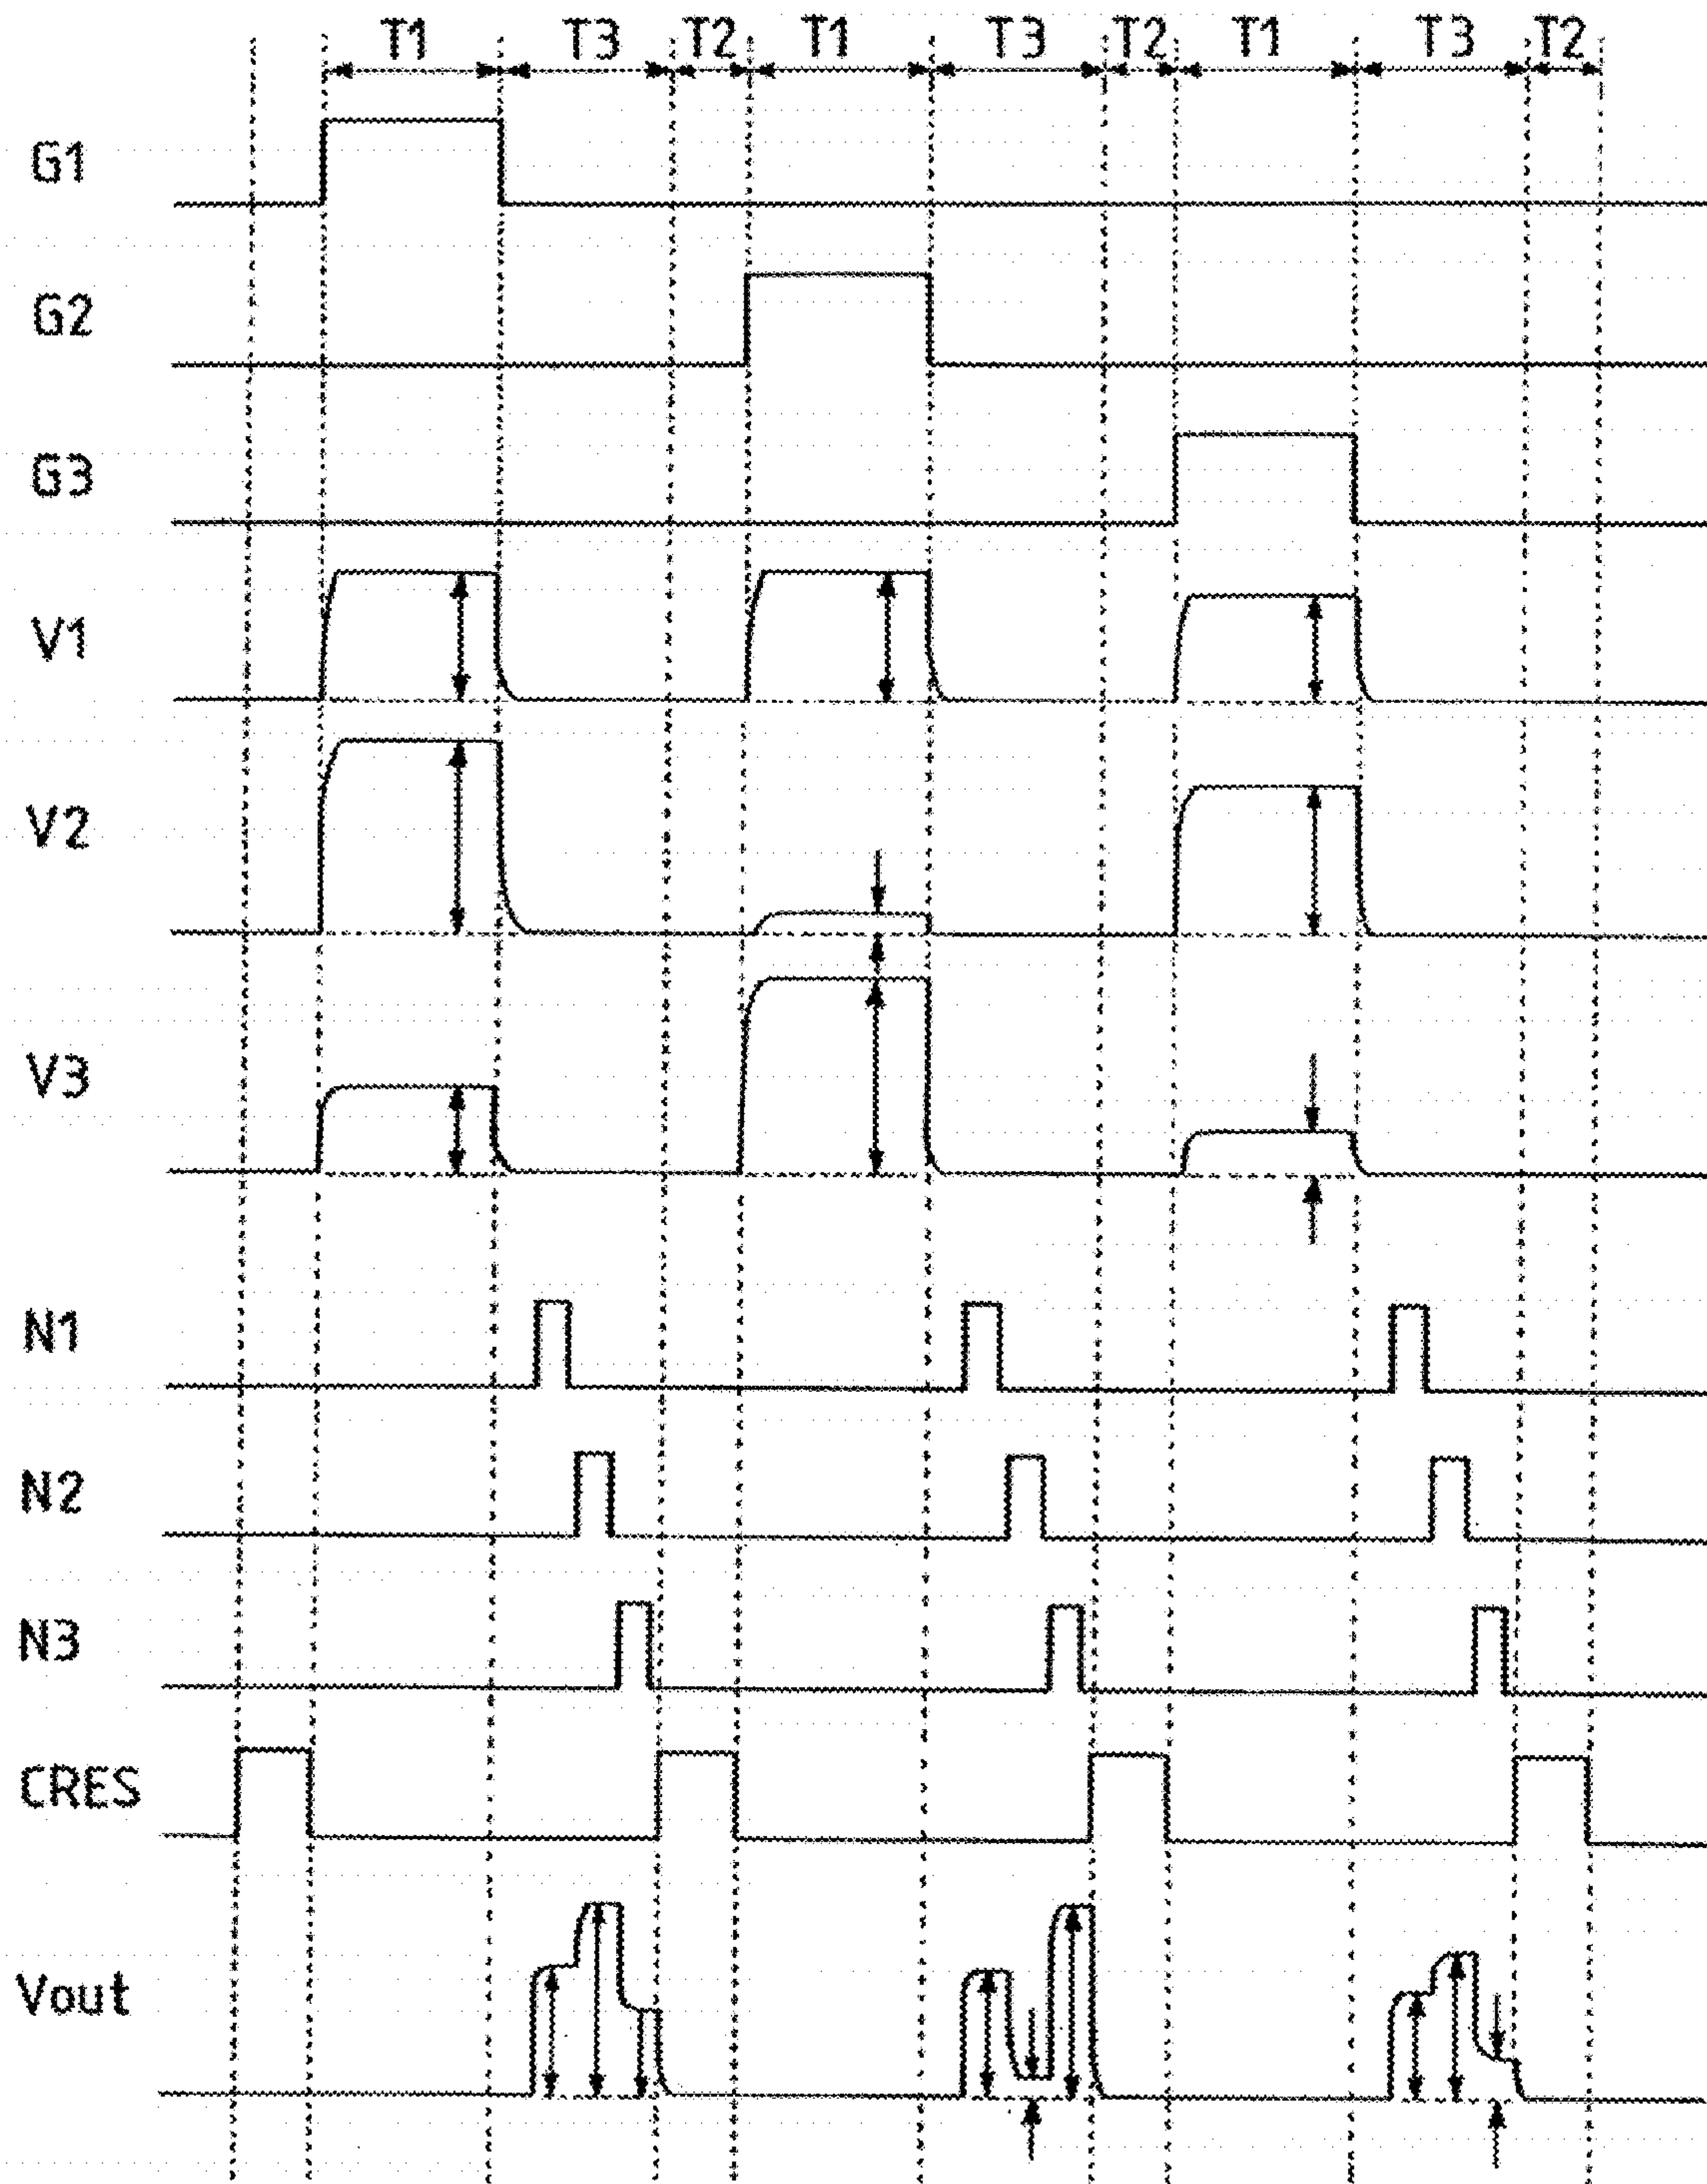 T1 T3 T2 T1 T3 T2 T1 T3 T2
G1
G2
G3
V1
V2
V3
N1
N2
N3
CRES
Vout